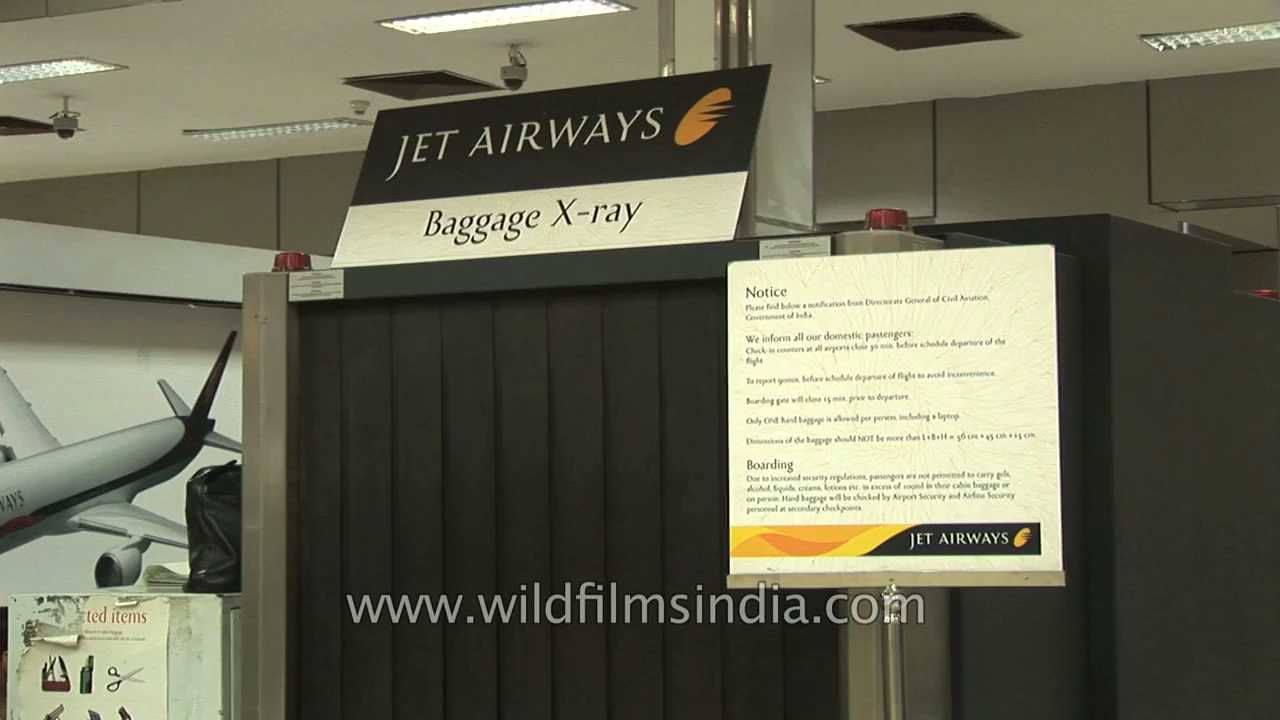 JET AIRWAYS
Baggage X-ray
Notice
Please find below a notification from Directorate General of Civil Aviation,
Government of India.
We inform all our domestic passengers:
Check-in counters at all airports close 30 min. before schedule departure of the
flight
To report 90min. before schedule departure of flight to avoid inconvenience.
Boarding gate will close 15 min. prior to departure.
Only ONE hand baggage is allowed per person, including a laptop.
Dimensions of the baggage should NOT be more than L+B+H = 56 cm + 45 cm + 25 cm
Boarding
Due to increased security regulations, passengers are not permitted to carry gels,
alcohol, liquids, creams, lotions etc. in excess of 100ml in their cabin baggage or
on person. Hand baggage will be checked by Airport Security and Airline Security
personnel at secondary checkpoints.
JET AIRWAYS
WAYS
cted items
www.wildfilmsindia.com